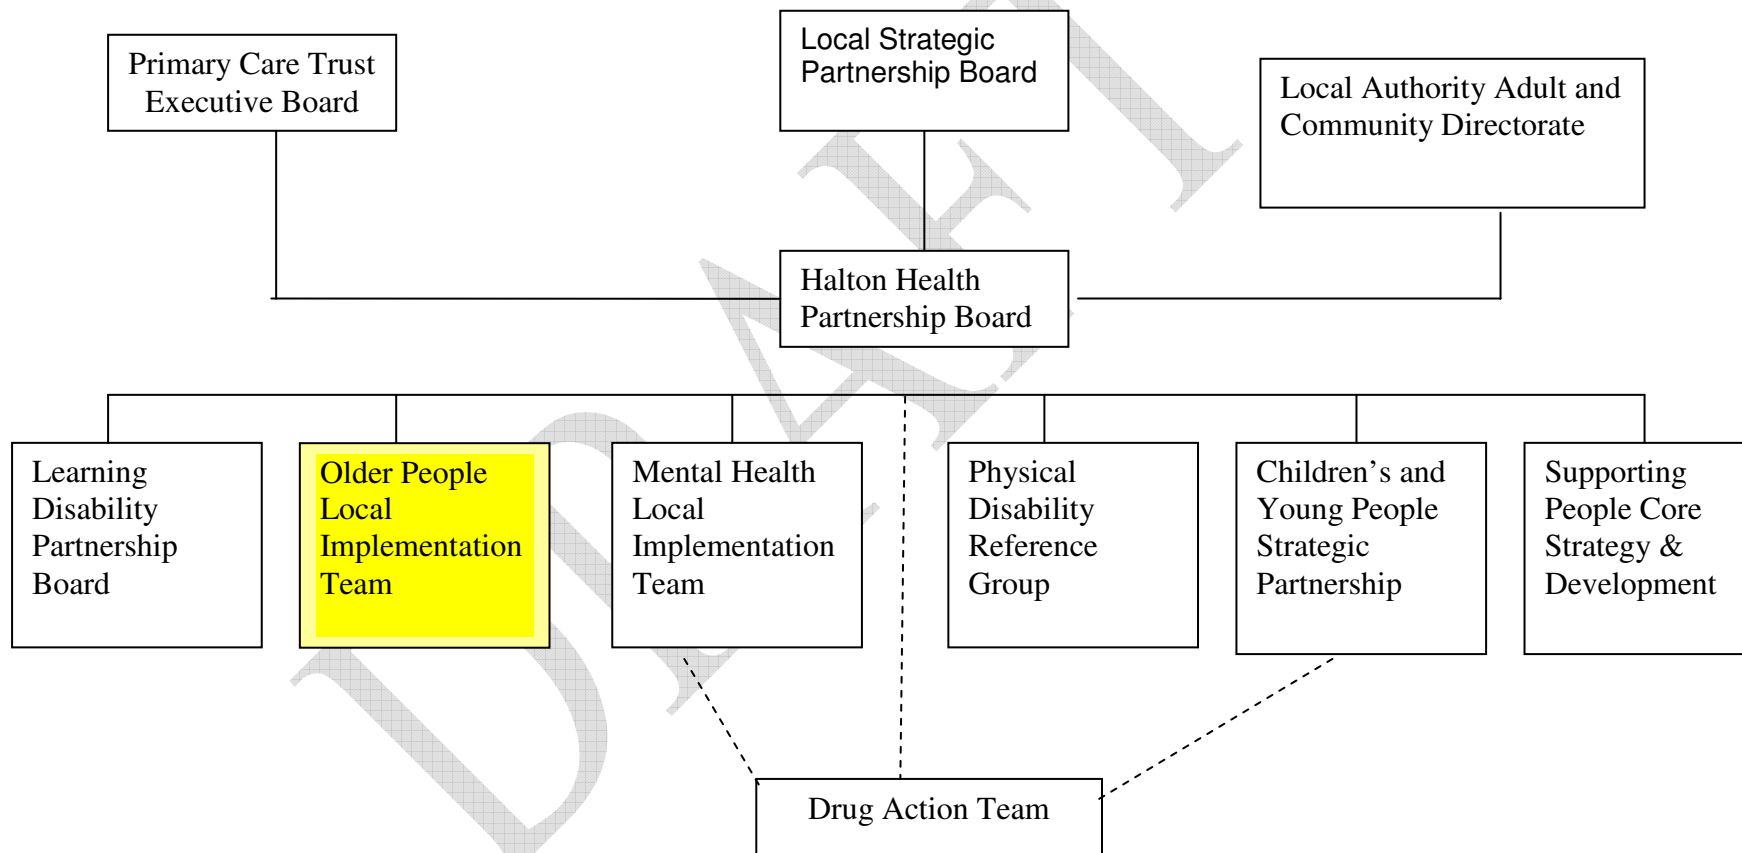 Primary Care Trust
Executive Board
Local Strategic
Partnership Board
Local Authority Adult and
Community Directorate
Halton Health
Partnership Board
Learning
Disability
Partnership
Board
Older People
Local
Implementation
Team
Mental Health
Local
Implementation
Team
Physical
Disability
Reference
Group
Children’s and
Young People
Strategic
Partnership
Supporting
People Core
Strategy &
Development
Drug Action Team
DRAFT